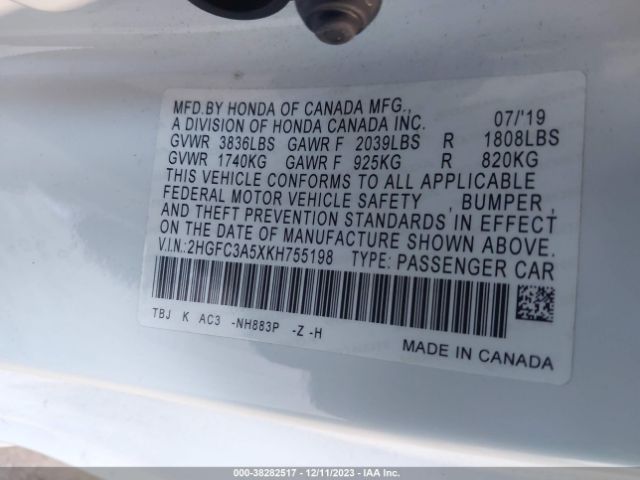 MFD.BY HONDA OF CANADA MFG.,
A DIVISION OF HONDA CANADA INC. 07/'19
GVWR 3836LBS GAWR F 2039LBS R 1808LBS
GVWR 1740KG GAWR F 925KG R 820KG
THIS VEHICLE CONFORMS TO ALL APPLICABLE
FEDERAL MOTOR VEHICLE SAFETY , BUMPER,
AND THEFT PREVENTION STANDARDS IN EFFECT
ON THE DATE OF MANUFACTURE SHOWN ABOVE.
V.I.N.:2HGFC3A5XKH755198 TYPE: PASSENGER CAR
TBJ K AC3 -NH883P -Z -H
MADE IN CANADA
000-38282517 - 12/11/2023 - IAA Inc.